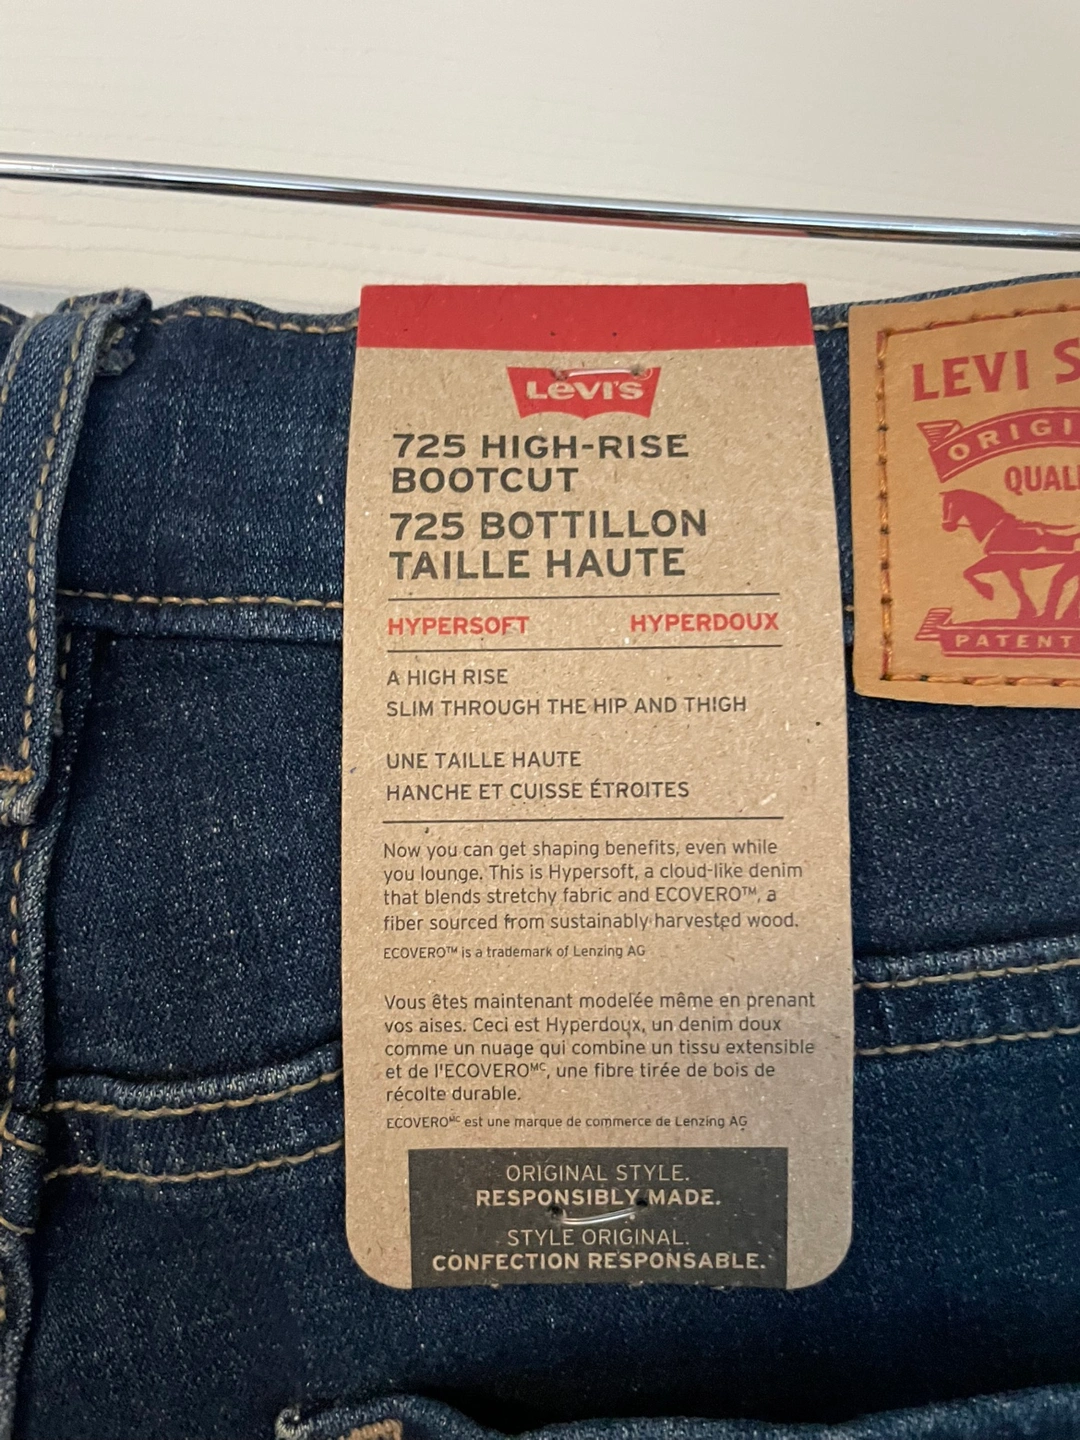 LEVI'S
725 HIGH-RISE
BOOTCUT
725 BOTTILLON
TAILLE HAUTE
HYPERSOFT HYPERDOUX
A HIGH RISE
SLIM THROUGH THE HIP AND THIGH
UNE TAILLE HAUTE
HANCHE ET CUISSE ÉTROITES
Now you can get shaping benefits, even while
you lounge. This is Hypersoft, a cloud-like denim
that blends stretchy fabric and ECOVERO™, a
fiber sourced from sustainably harvested wood.
ECOVERO™ is a trademark of Lenzing AG
Vous êtes maintenant modelée même en prenant
vos aises. Ceci est Hyperdoux, un denim doux
comme un nuage qui combine un tissu extensible
et de l'ECOVEROᴹᶜ, une fibre tirée de bois de
récolte durable.
ECOVEROᴹᶜ est une marque de commerce de Lenzing AG
ORIGINAL STYLE.
RESPONSIBLY MADE.
STYLE ORIGINAL.
CONFECTION RESPONSABLE.
LEVI S
ORIGI
QUAL
PATENT